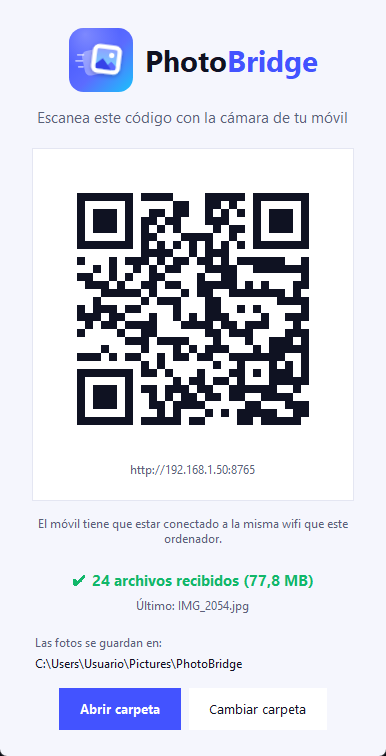 PhotoBridge
Escanea este código con la cámara de tu móvil
http://192.168.1.50:8765
El móvil tiene que estar conectado a la misma wifi que este
ordenador.
✔ 24 archivos recibidos (77,8 MB)
Último: IMG_2054.jpg
Las fotos se guardan en:
C:\Users\Usuario\Pictures\PhotoBridge
Abrir carpeta
Cambiar carpeta